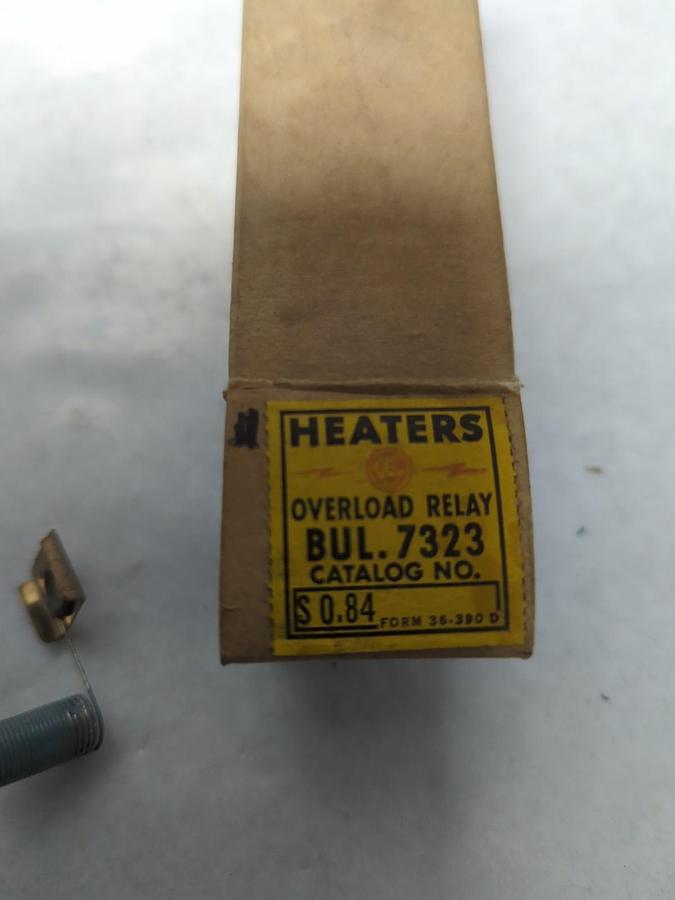 HEATERS
OVERLOAD RELAY
BUL. 7323
CATALOG NO.
S 0.84
FORM 36-390 D